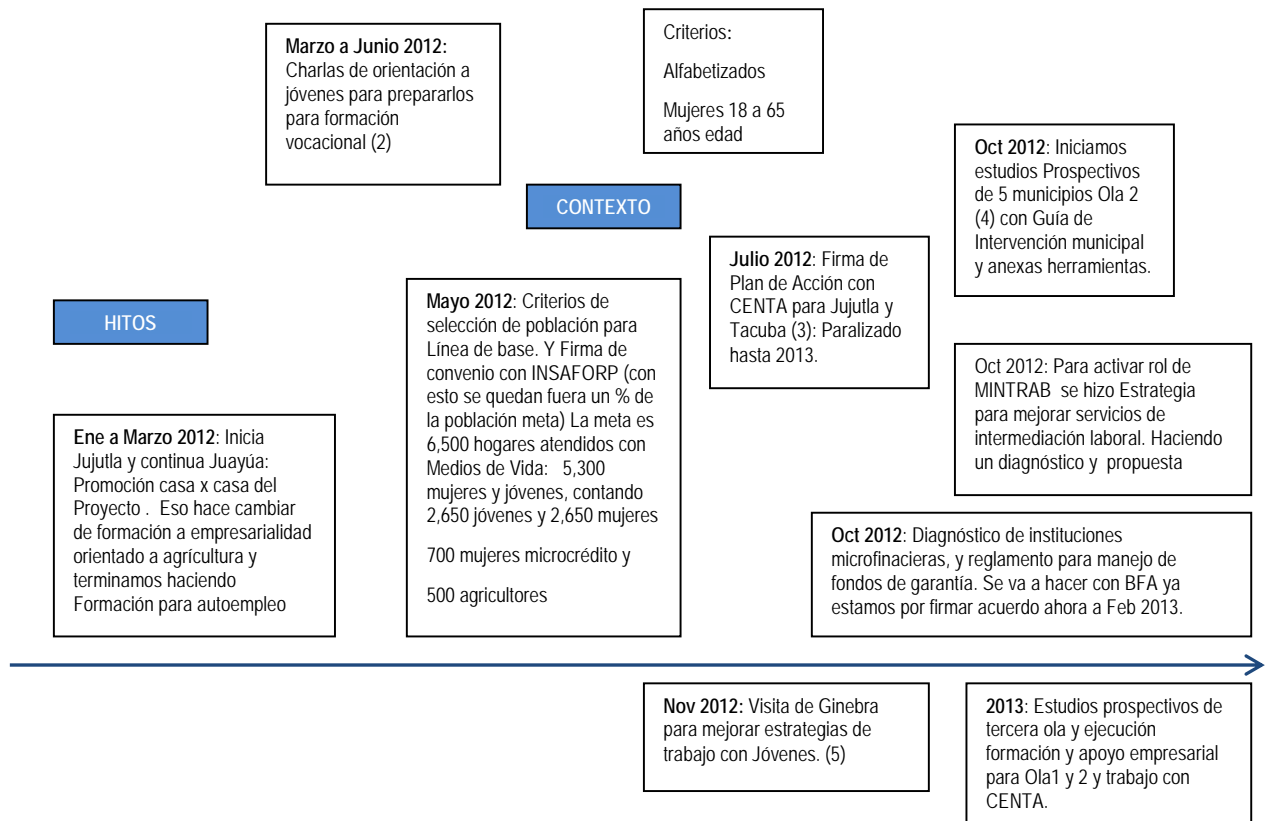 Marzo a Junio 2012:
Charlas de orientación a
jóvenes para prepararlos
para formación
vocacional (2)
Criterios:
Alfabetizados
Mujeres 18 a 65
años edad
Oct 2012: Iniciamos
estudios Prospectivos
de 5 municipios Ola 2
(4) con Guía de
Intervención municipal
y anexas herramientas.
CONTEXTO
Julio 2012: Firma de
Plan de Acción con
CENTA para Jujutla y
Tacuba (3): Paralizado
hasta 2013.
HITOS
Mayo 2012: Criterios de
selección de población para
Línea de base. Y Firma de
convenio con INSAFORP (con
esto se quedan fuera un % de
la población meta) La meta es
6,500 hogares atendidos con
Medios de Vida: 5,300
mujeres y jóvenes, contando
2,650 jóvenes y 2,650 mujeres
700 mujeres microcrédito y
500 agricultores
Oct 2012: Para activar rol de
MINTRAB se hizo Estrategia
para mejorar servicios de
intermediación laboral. Haciendo
un diagnóstico y propuesta
Ene a Marzo 2012: Inicia
Jujutla y continua Juayúa:
Promoción casa x casa del
Proyecto . Eso hace cambiar
de formación a empresarialidad
orientado a agrícultura y
terminamos haciendo
Formación para autoempleo
Oct 2012: Diagnóstico de instituciones
microfinacieras, y reglamento para manejo de
fondos de garantía. Se va a hacer con BFA ya
estamos por firmar acuerdo ahora a Feb 2013.
Nov 2012: Visita de Ginebra
para mejorar estrategias de
trabajo con Jóvenes. (5)
2013: Estudios prospectivos de
tercera ola y ejecución
formación y apoyo empresarial
para Ola1 y 2 y trabajo con
CENTA.